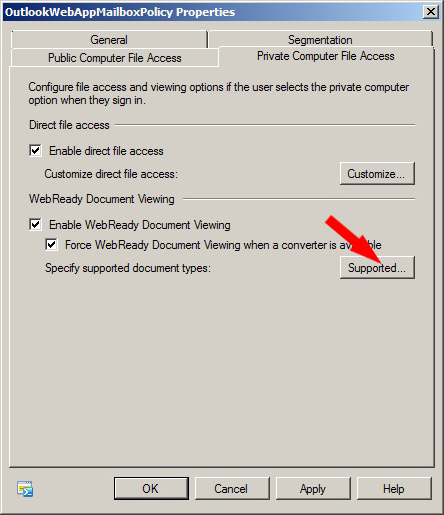 OutlookWebAppMailboxPolicy Properties
General Segmentation
Public Computer File Access Private Computer File Access
Configure file access and viewing options if the user selects the private computer
option when they sign in.
Direct file access
Enable direct file access
Customize direct file access: Customize...
WebReady Document Viewing
Enable WebReady Document Viewing
Force WebReady Document Viewing when a converter is available
Specify supported document types: Supported...
OK Cancel Apply Help